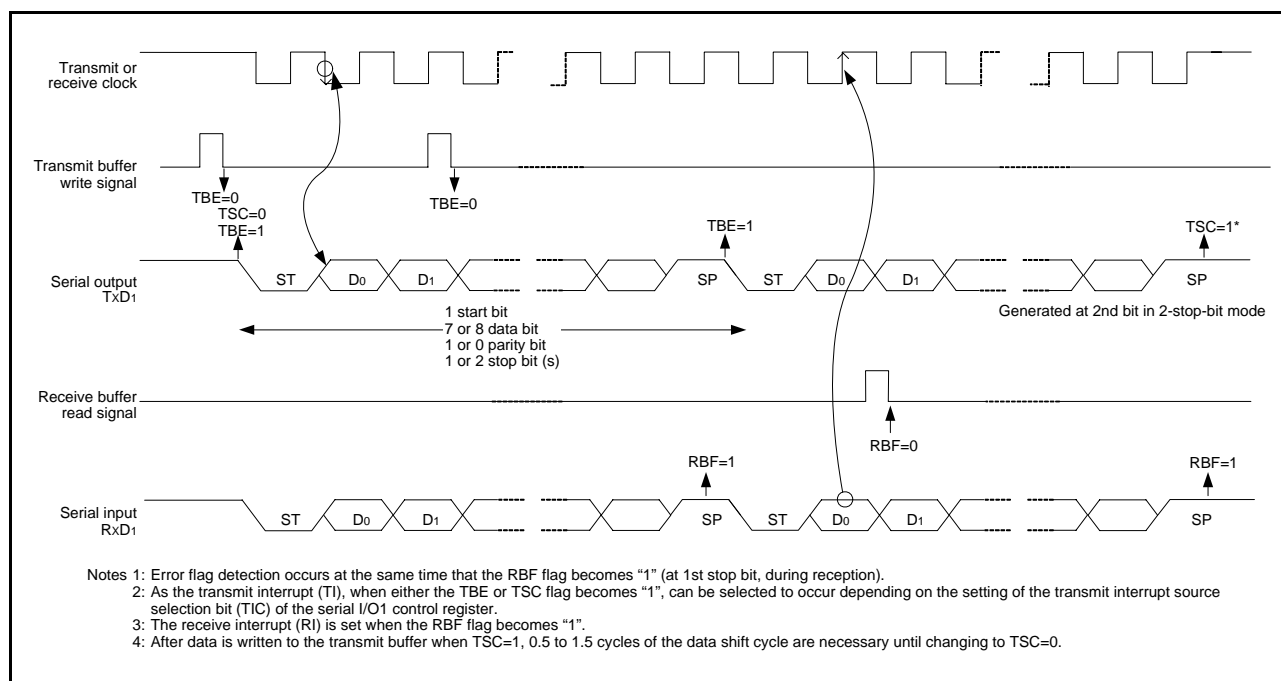 Transmit or
receive clock
Transmit buffer
write signal
TBE=0
TSC=0
TBE=1
TBE=0
TBE=1
TSC=1*
Serial output
TxD1
ST
D0
D1
SP
ST
D0
D1
SP
1 start bit
7 or 8 data bit
1 or 0 parity bit
1 or 2 stop bit (s)
Generated at 2nd bit in 2-stop-bit mode
Receive buffer
read signal
RBF=0
RBF=1
RBF=1
Serial input
RxD1
ST
D0
D1
SP
ST
D0
D1
SP
Notes 1: Error flag detection occurs at the same time that the RBF flag becomes “1” (at 1st stop bit, during reception).
2: As the transmit interrupt (TI), when either the TBE or TSC flag becomes “1”, can be selected to occur depending on the setting of the transmit interrupt source
selection bit (TIC) of the serial I/O1 control register.
3: The receive interrupt (RI) is set when the RBF flag becomes “1”.
4: After data is written to the transmit buffer when TSC=1, 0.5 to 1.5 cycles of the data shift cycle are necessary until changing to TSC=0.